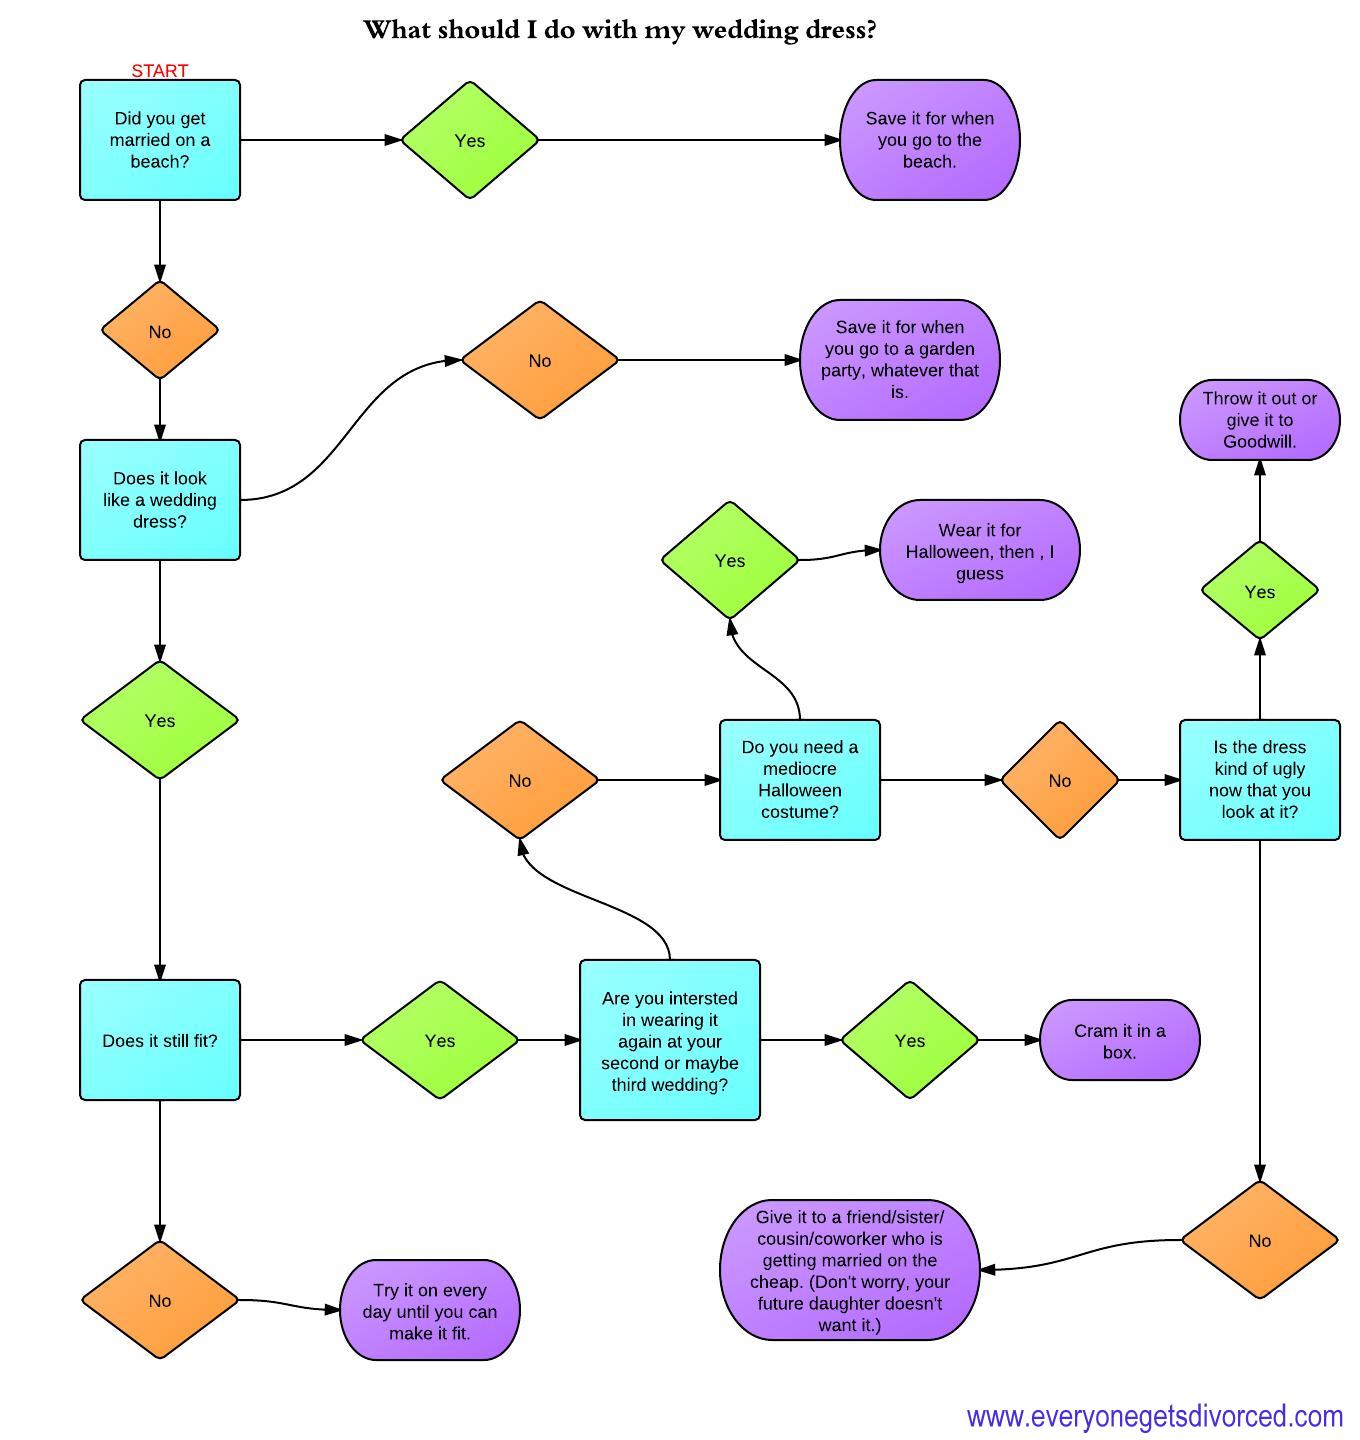 What should I do with my wedding dress?
START
Did you get
married on a
beach?
Yes
Save it for when
you go to the
beach.
No
No
Save it for when
you go to a garden
party, whatever that
is.
Does it look
like a wedding
dress?
Throw it out or
give it to
Goodwill.
Yes
Wear it for
Halloween, then , I
guess
Yes
Yes
No
Do you need a
mediocre
Halloween
costume?
No
Is the dress
kind of ugly
now that you
look at it?
Does it still fit?
Yes
Are you intersted
in wearing it
again at your
second or maybe
third wedding?
Yes
Cram it in a
box.
No
Try it on every
day until you can
make it fit.
Give it to a friend/sister/
cousin/coworker who is
getting married on the
cheap. (Don't worry, your
future daughter doesn't
want it.)
No
www.everyonegetsdivorced.com